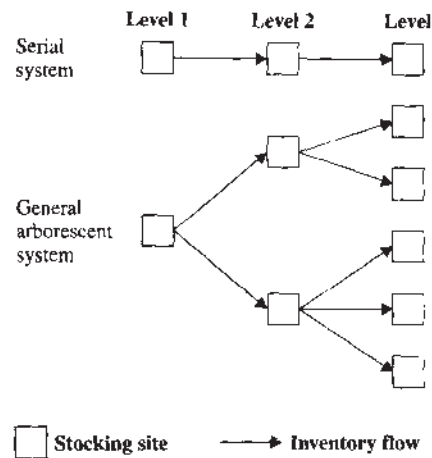 Level 1 Level 2 Level
Serial
system
General
arborescent
system
Stocking site Inventory flow